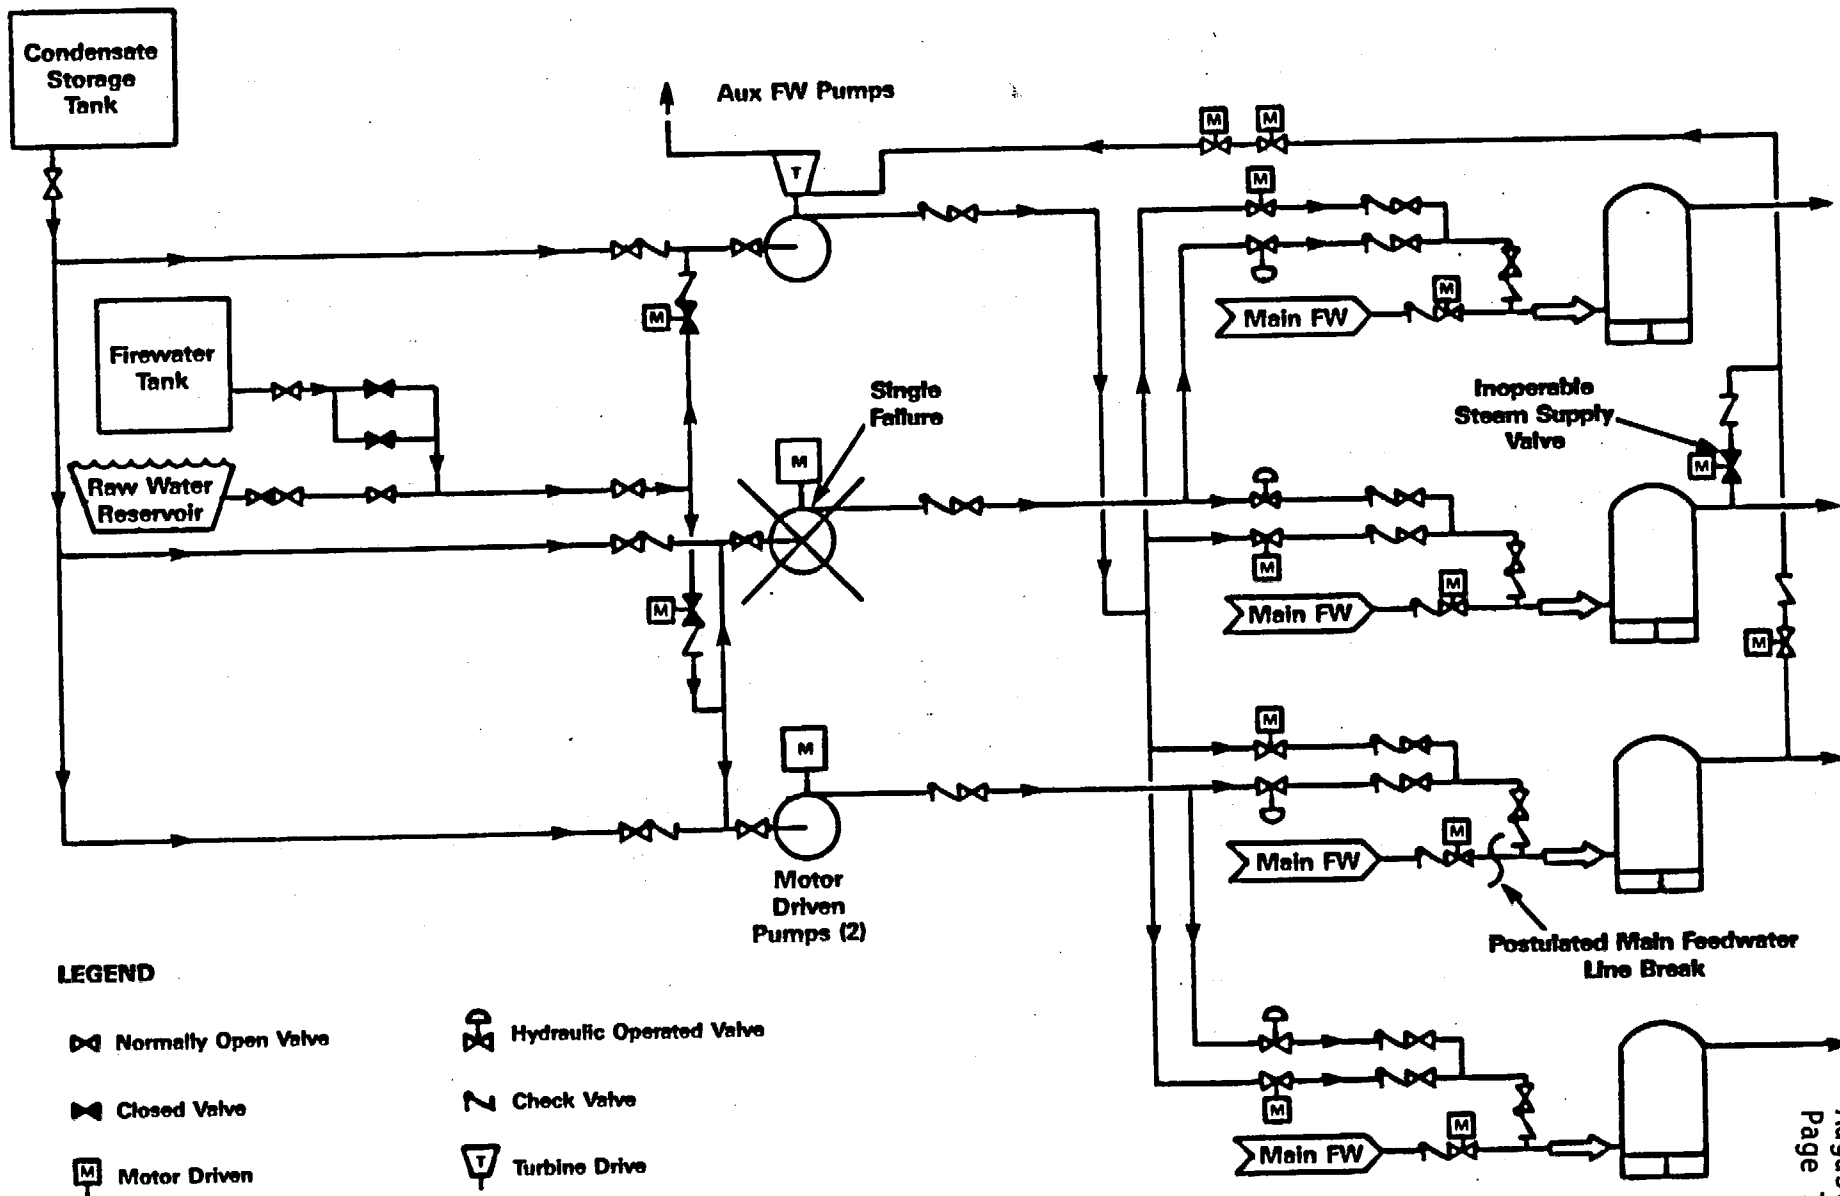 Condensate
Storage
Tank
Aux FW Pumps
T
M
M
M
Main FW
M
M
Firewater
Tank
Raw Water
Reservoir
Single
Failure
M
Inoperable
Steam Supply
Valve
M
M
Main FW
M
M
M
M
M
Main FW
M
Motor
Driven
Pumps (2)
Postulated Main Feedwater
Line Break
M
Main FW
M
LEGEND
Normally Open Valve
Hydraulic Operated Valve
Closed Valve
Check Valve
M
Motor Driven
T
Turbine Drive
Page